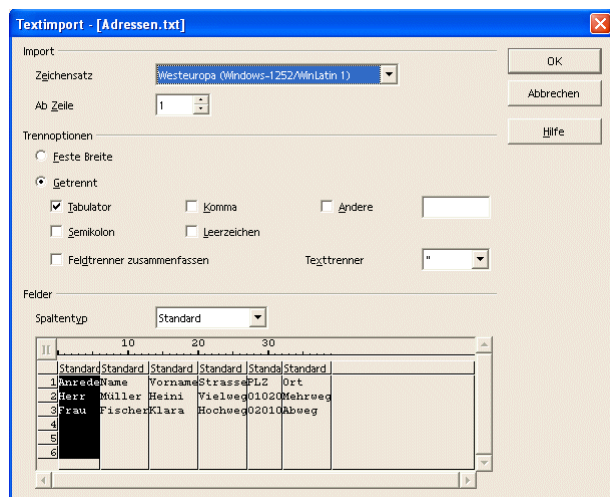 Textimport - [Adressen.txt]
Import
Zeichensatz Westeuropa (Windows-1252/WinLatin 1)
Ab Zeile 1
OK
Abbrechen
Hilfe
Trennoptionen
Feste Breite
Getrennt
Tabulator Komma Andere
Semikolon Leerzeichen
Feldtrenner zusammenfassen Texttrenner "
Felder
Spaltentyp Standard
10 20 30
Standard Standard Standard Standard Standa Standard
1 Anrede Name Vorname Strasse PLZ Ort
2 Herr Müller Heini Vielweg 01020 Mehrweg
3 Frau Fischer Klara Hochweg 02010 Abweg
4
5
6